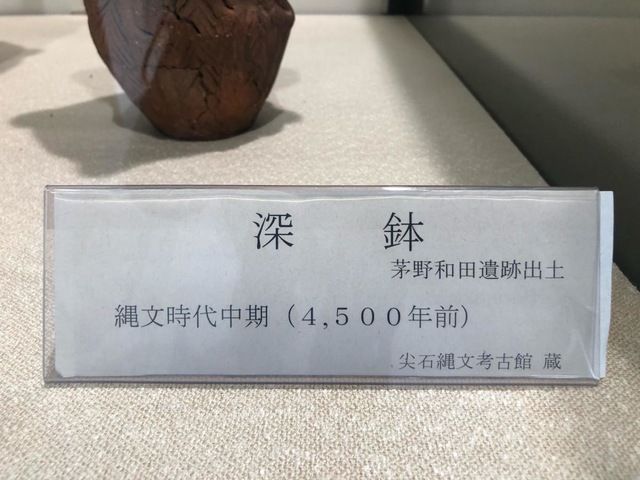 深　鉢
茅野和田遺跡出土
縄文時代中期（４,５００年前）
尖石縄文考古館 蔵